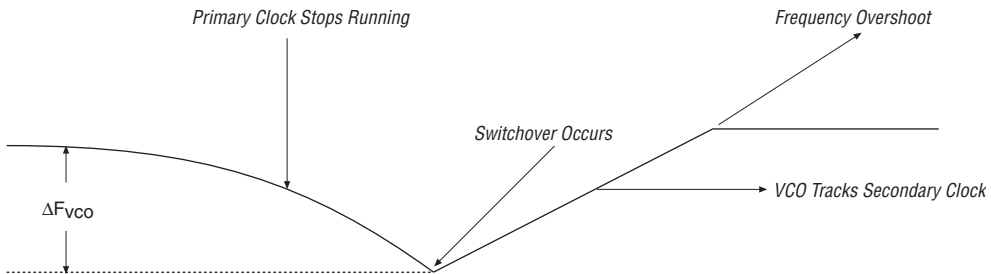 Primary Clock Stops Running
Frequency Overshoot
Switchover Occurs
VCO Tracks Secondary Clock
ΔFvco